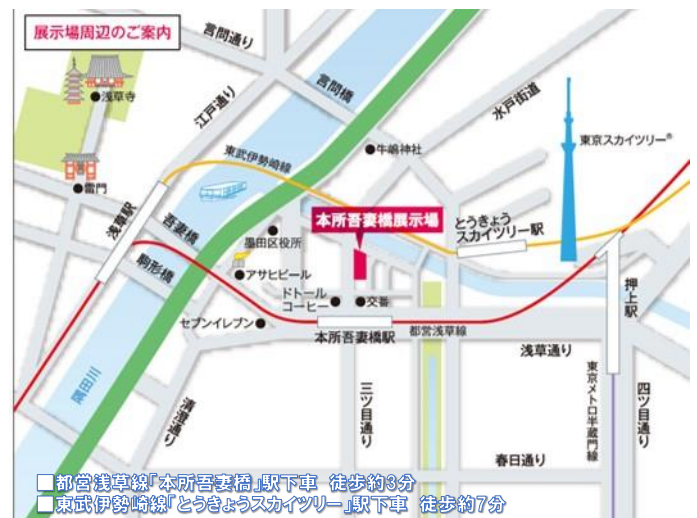 展示場周辺のご案内
言問通り
言問橋
水戸街道
江戸通り
浅草寺
雷門
浅草駅
東武伊勢崎線
牛嶋神社
東京スカイツリー®
本所吾妻橋展示場
とうきょう
スカイツリー駅
吾妻橋
墨田区役所
駒形橋
アサヒビール
ドトール
コーヒー
交番
押上駅
セブンイレブン
本所吾妻橋駅
都営浅草線
浅草通り
隅田川
清澄通り
三ツ目通り
東京メトロ半蔵門線
四ツ目通り
春日通り
■都営浅草線「本所吾妻橋」駅下車 徒歩約3分
■東武伊勢崎線「とうきょうスカイツリー」駅下車 徒歩約7分